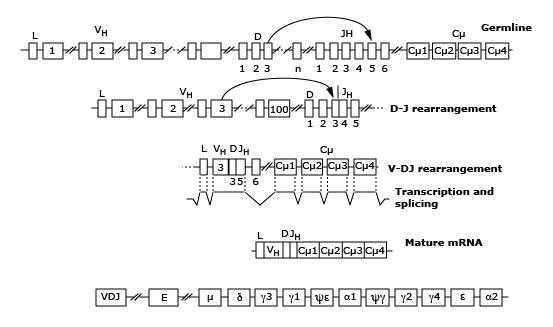 L V_H D JH Cμ Germline
1 2 3 Cμ1 Cμ2 Cμ3 Cμ4
1 2 3 n 1 2 3 4 5 6
L V_H D J_H
1 2 3 100 D-J rearrangement
1 2 3 4 5
L V_H D J_H Cμ
3 Cμ1 Cμ2 Cμ3 Cμ4 V-DJ rearrangement
3 5 6
Transcription and
splicing
L D J_H
V_H Cμ1 Cμ2 Cμ3 Cμ4 Mature mRNA
VDJ E μ δ γ3 γ1 ψε α1 ψγ γ2 γ4 ε α2